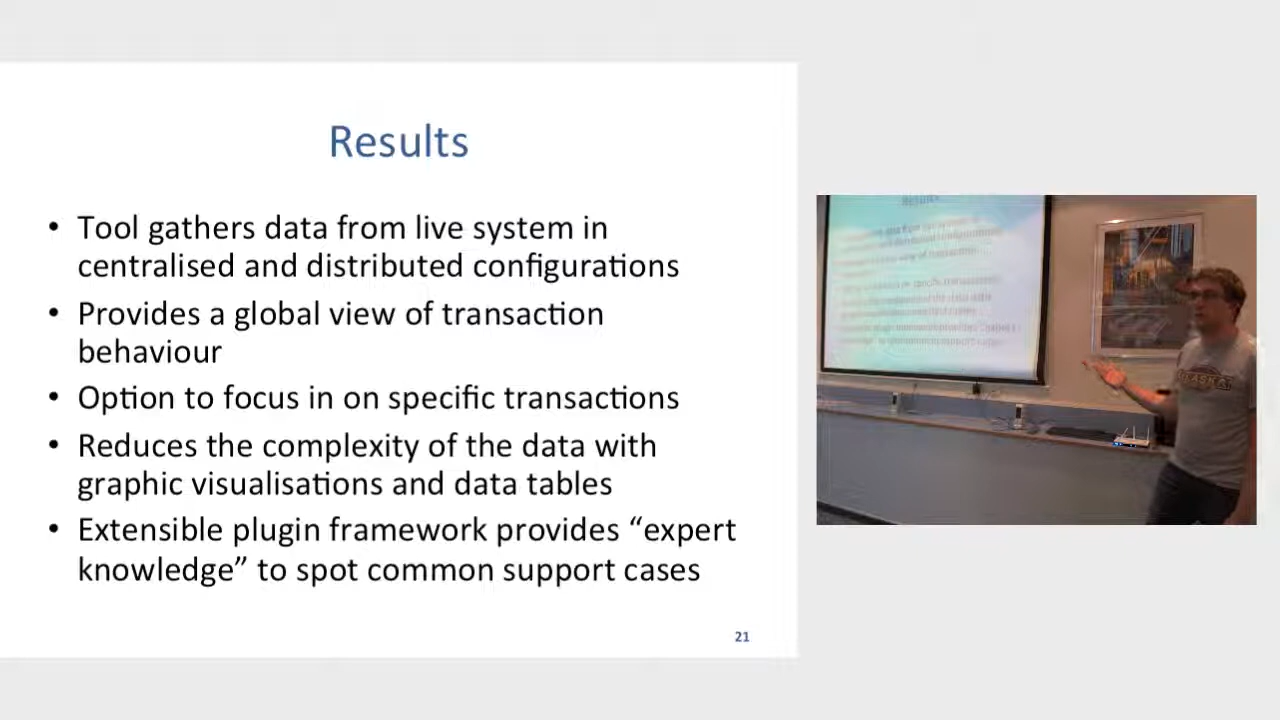 Results
• Tool gathers data from live system in
centralised and distributed configurations
• Provides a global view of transaction
behaviour
• Option to focus in on specific transactions
• Reduces the complexity of the data with
graphic visualisations and data tables
• Extensible plugin framework provides “expert
knowledge” to spot common support cases
21
RESULTS